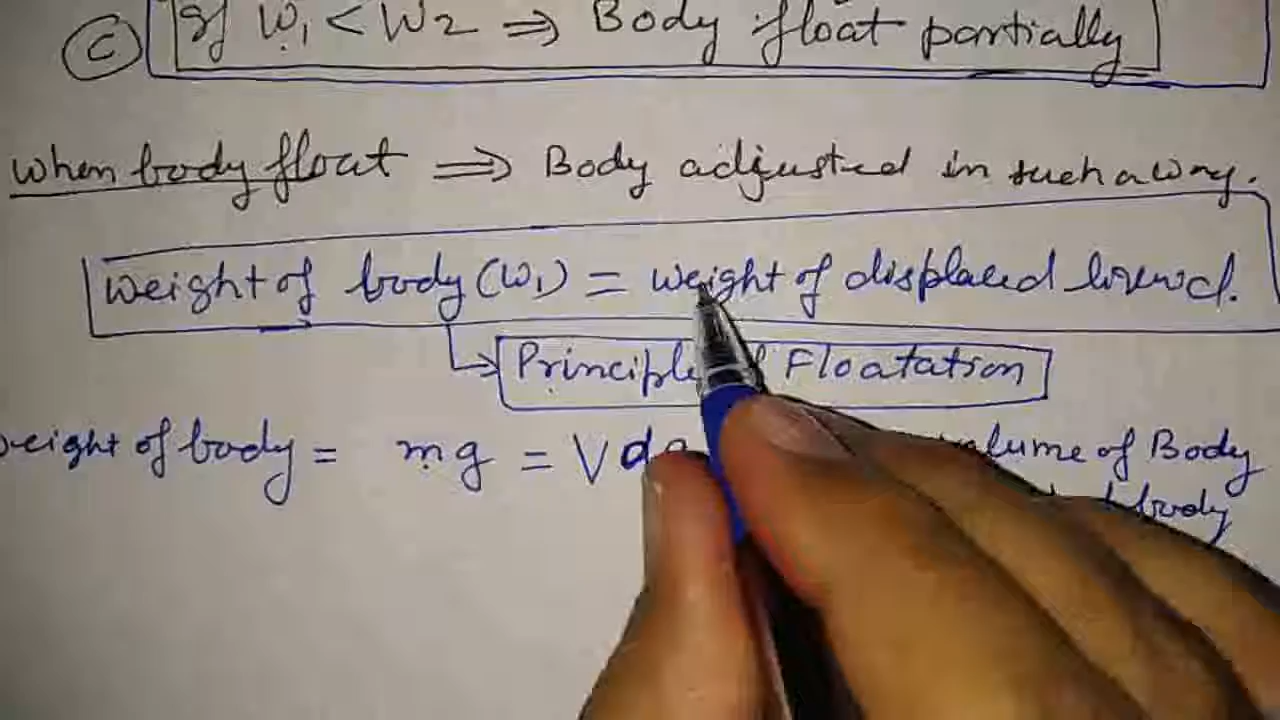 C If W1 < W2 ⇒ Body float partially
When body float ⇒ Body adjusted in such a way.
Weight of body (W1) = Weight of displaced liquid.
Principle Floatation
weight of body = mg = Vdg volume of Body
body